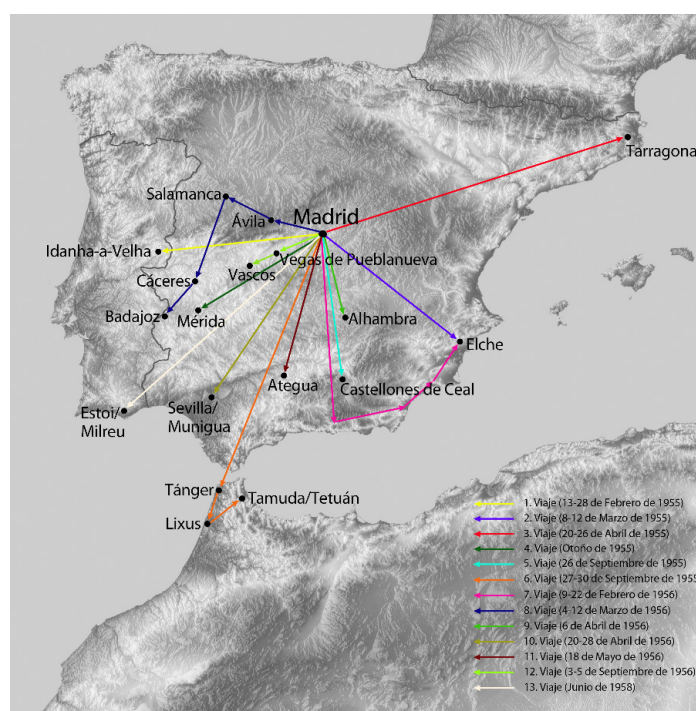 Tarragona
Salamanca
Ávila
Madrid
Idanha-a-Velha
Vegas de Pueblanueva
Vascos
Cáceres
Badajoz
Mérida
Alhambra
Elche
Ategua
Castellones de Ceal
Estoi/
Milreu
Sevilla/
Munigua
Tánger
Tamuda/Tetuán
Lixus
1. Viaje (13-28 de Febrero de 1955)
2. Viaje (8-12 de Marzo de 1955)
3. Viaje (20-26 de Abril de 1955)
4. Viaje (Otoño de 1955)
5. Viaje (26 de Septiembre de 1955)
6. Viaje (27-30 de Septiembre de 1955
7. Viaje (9-22 de Febrero de 1956)
8. Viaje (4-12 de Marzo de 1956)
9. Viaje (6 de Abril de 1956)
10. Viaje (20-28 de Abril de 1956)
11. Viaje (18 de Mayo de 1956)
12. Viaje (3-5 de Septiembre de 1956)
13. Viaje (Junio de 1958)